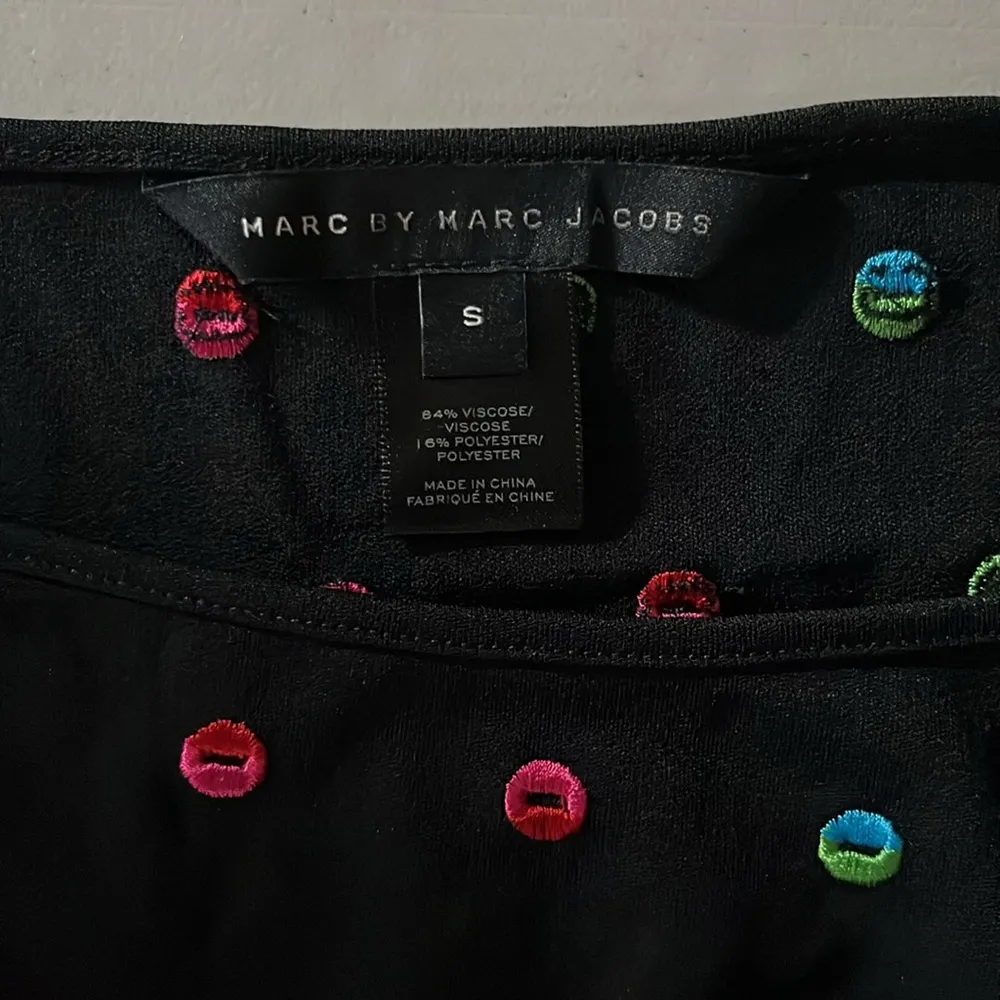 MARC BY MARC JACOBS
S
84% VISCOSE/
VISCOSE
16% POLYESTER/
POLYESTER
MADE IN CHINA
FABRIQUÉ EN CHINE